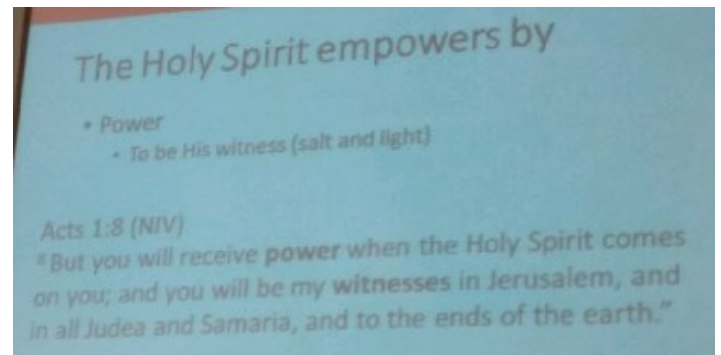 The Holy Spirit empowers by
• Power
• To be His witness (salt and light)
Acts 1:8 (NIV)
⁸ But you will receive power when the Holy Spirit comes
on you; and you will be my witnesses in Jerusalem, and
in all Judea and Samaria, and to the ends of the earth."